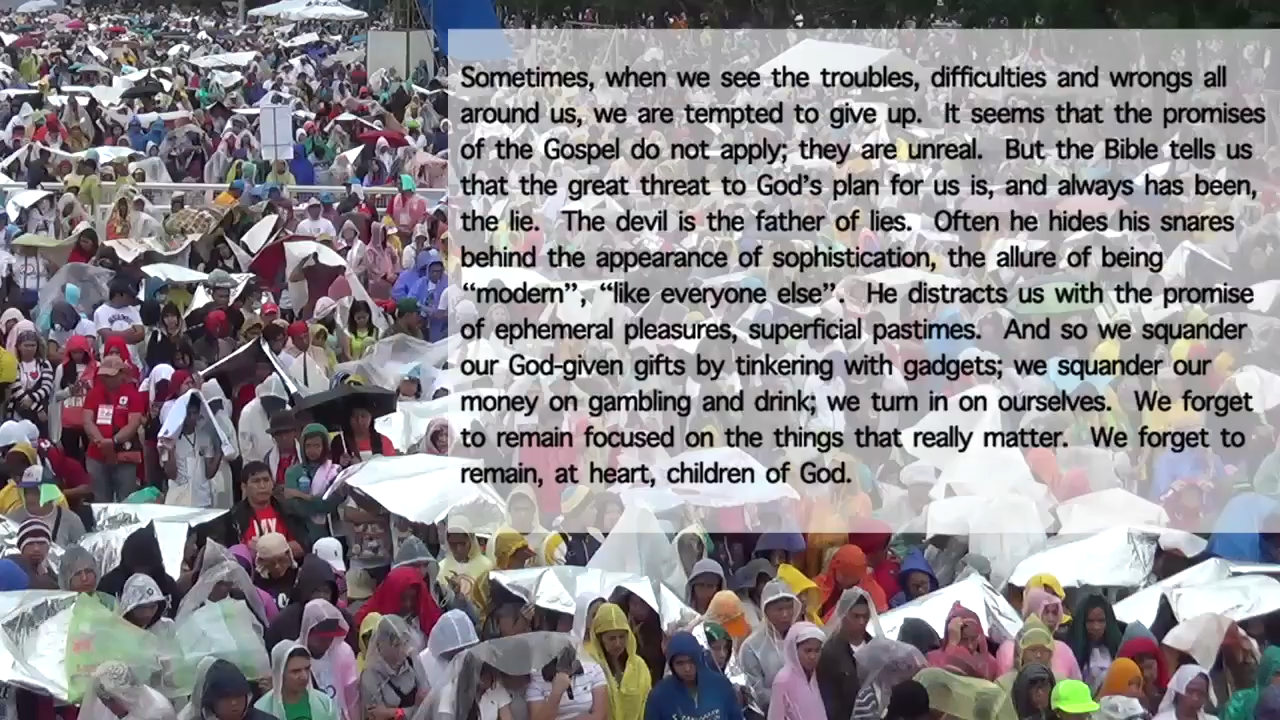 Sometimes, when we see the troubles, difficulties and wrongs all
around us, we are tempted to give up.  It seems that the promises
of the Gospel do not apply; they are unreal.  But the Bible tells us
that the great threat to God’s plan for us is, and always has been,
the lie.  The devil is the father of lies.  Often he hides his snares
behind the appearance of sophistication, the allure of being
“modern”, “like everyone else”.  He distracts us with the promise
of ephemeral pleasures, superficial pastimes.  And so we squander
our God-given gifts by tinkering with gadgets; we squander our
money on gambling and drink; we turn in on ourselves.  We forget
to remain focused on the things that really matter.  We forget to
remain, at heart, children of God.